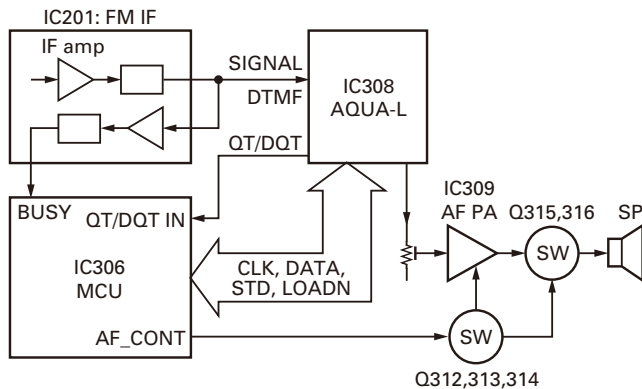 IC201: FM IF
IF amp
SIGNAL
DTMF
IC308
AQUA-L
QT/DQT
BUSY
QT/DQT IN
IC306
MCU
AF_CONT
CLK, DATA,
STD, LOADN
IC309
AF PA
Q315,316
SW
SP
SW
Q312,313,314